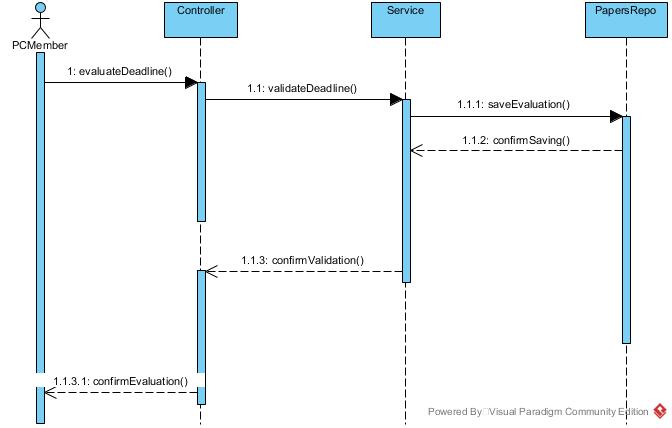 Controller
Service
PapersRepo
PCMember
1: evaluateDeadline()
1.1: validateDeadline()
1.1.1: saveEvaluation()
1.1.2: confirmSaving()
1.1.3: confirmValidation()
1.1.3.1: confirmEvaluation()
Powered By Visual Paradigm Community Edition